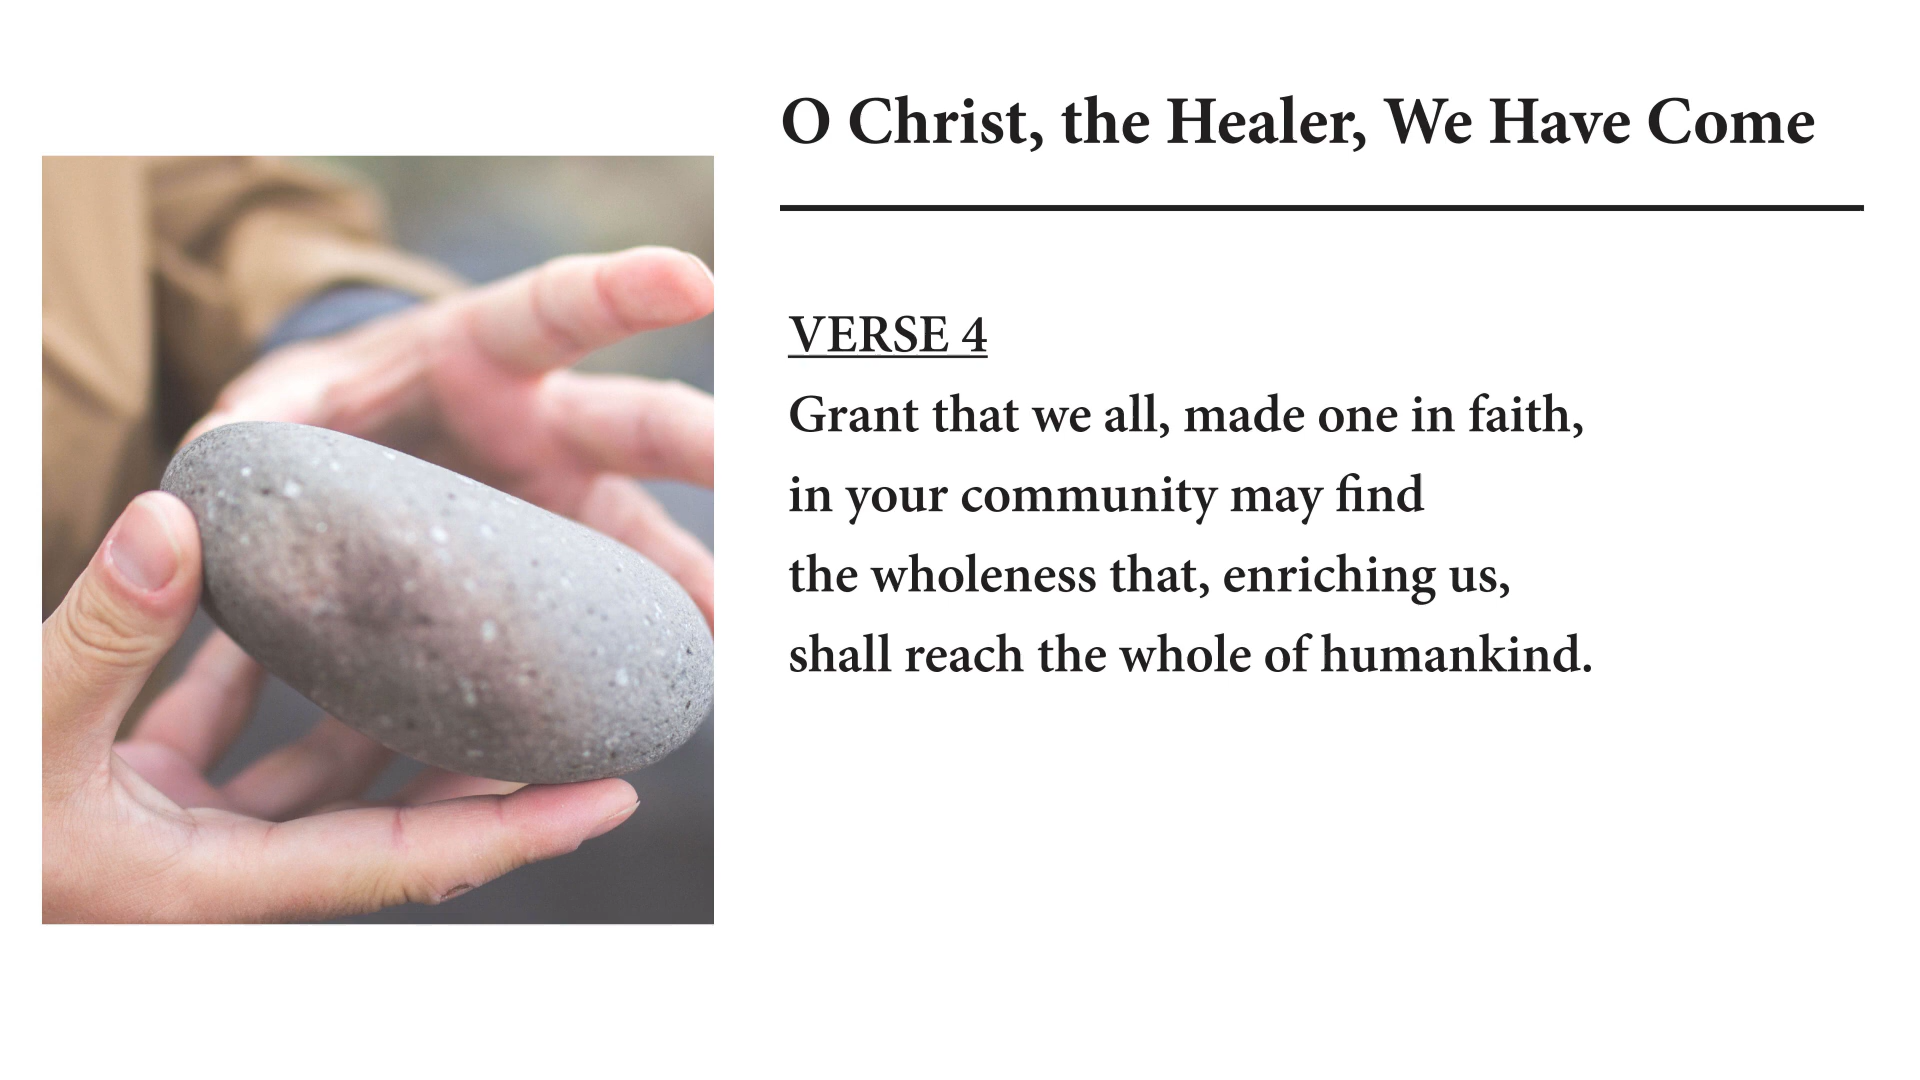 O Christ, the Healer, We Have Come
VERSE 4
Grant that we all, made one in faith,
in your community may find
the wholeness that, enriching us,
shall reach the whole of humankind.